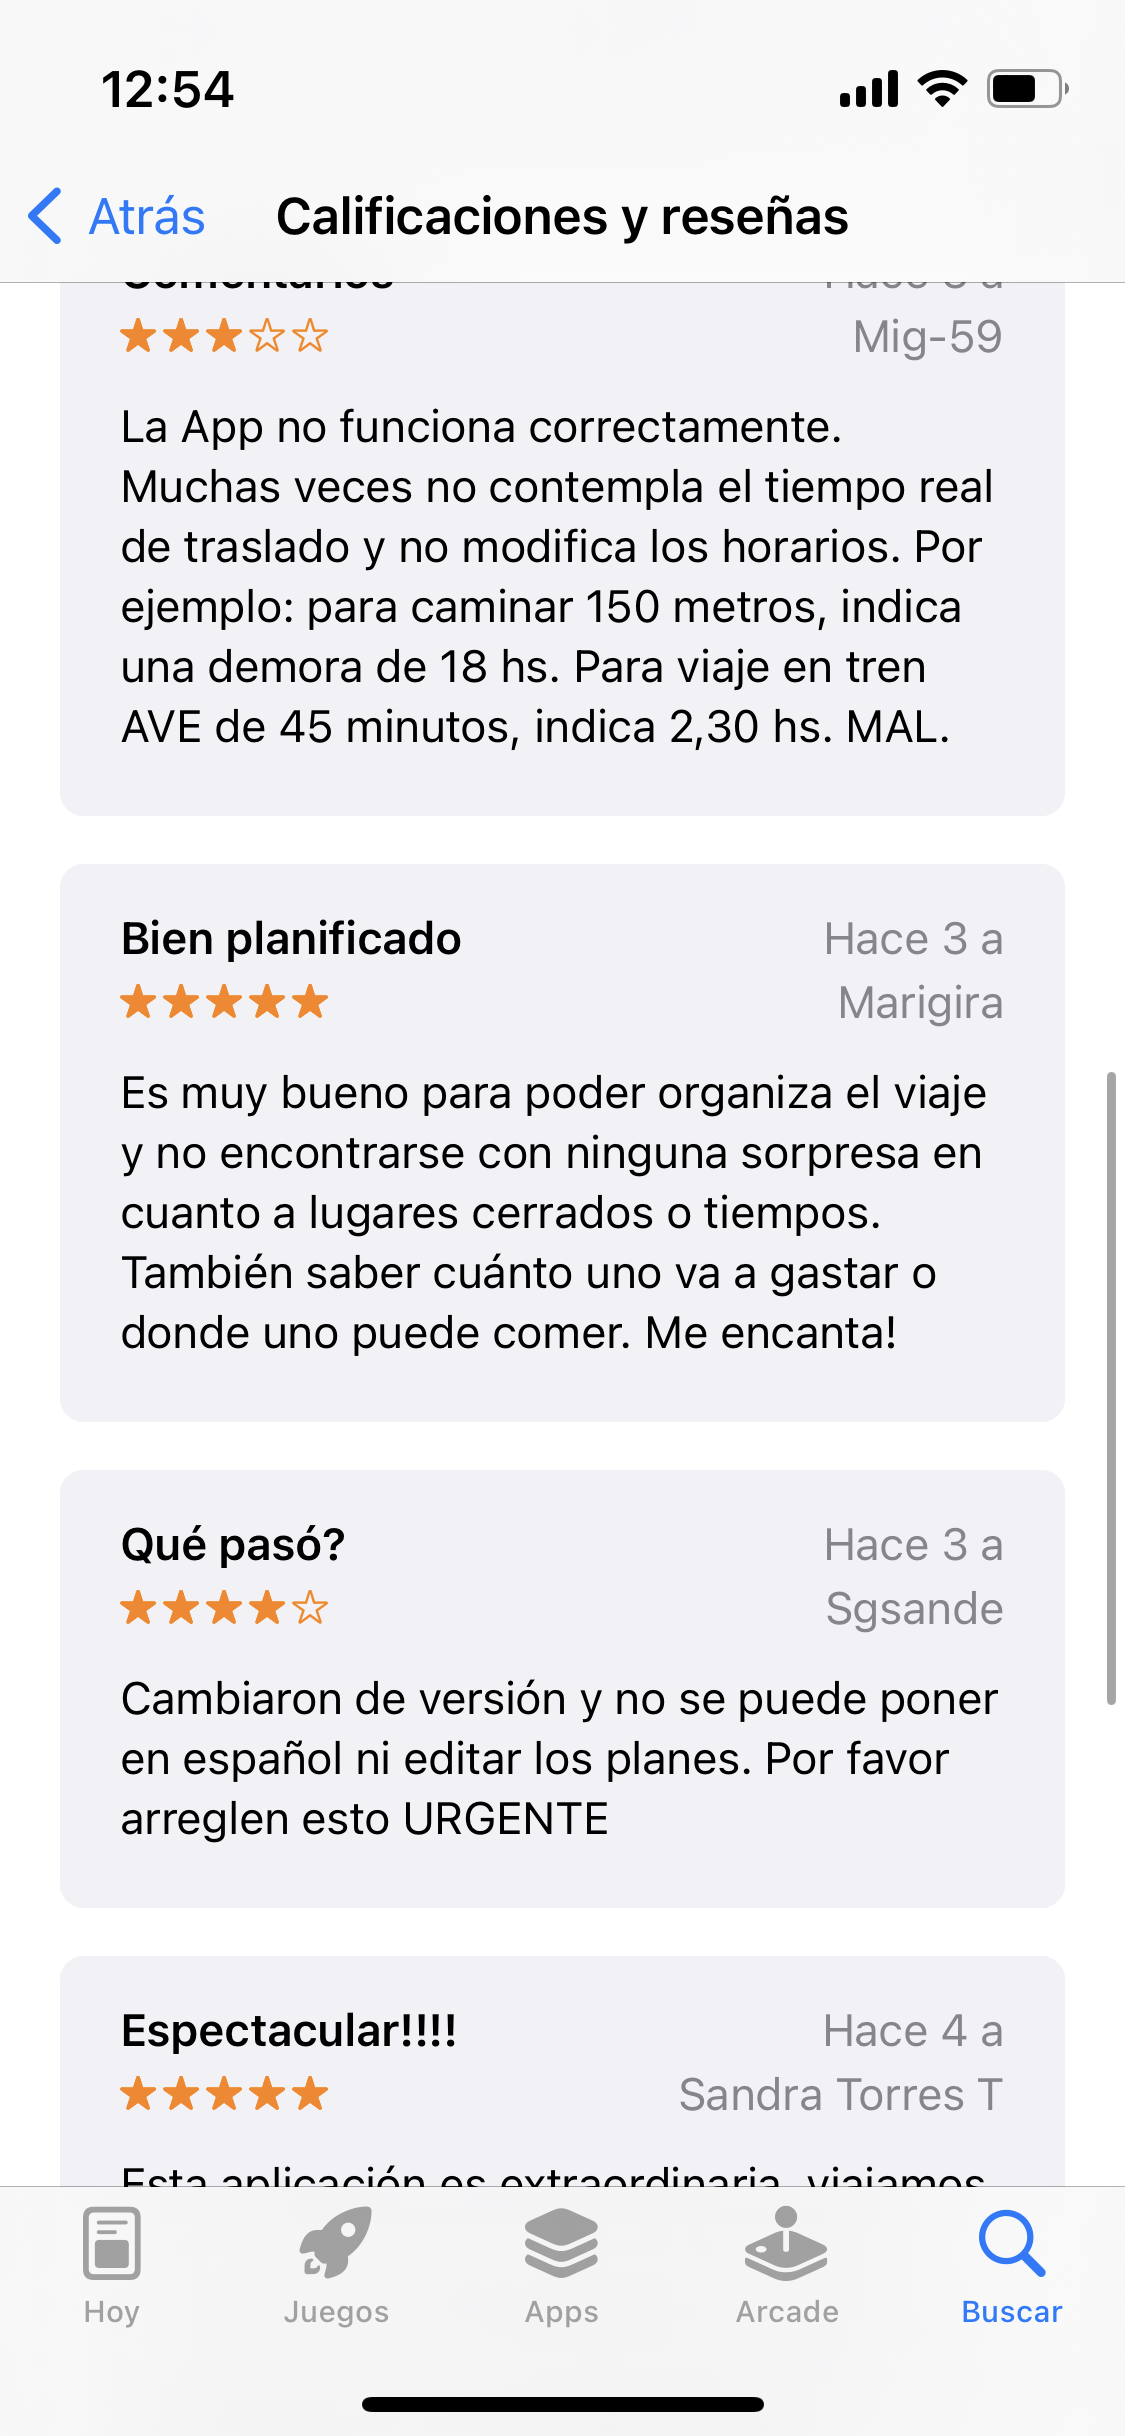 12:54
Atrás
Calificaciones y reseñas
Comentarios
Mig-59
La App no funciona correctamente.
Muchas veces no contempla el tiempo real
de traslado y no modifica los horarios. Por
ejemplo: para caminar 150 metros, indica
una demora de 18 hs. Para viaje en tren
AVE de 45 minutos, indica 2,30 hs. MAL.
Bien planificado
Hace 3 a
Marigira
Es muy bueno para poder organiza el viaje
y no encontrarse con ninguna sorpresa en
cuanto a lugares cerrados o tiempos.
También saber cuánto uno va a gastar o
donde uno puede comer. Me encanta!
Qué pasó?
Hace 3 a
Sgsande
Cambiaron de versión y no se puede poner
en español ni editar los planes. Por favor
arreglen esto URGENTE
Espectacular!!!!
Hace 4 a
Sandra Torres T
Esta aplicación es extraordinaria, viajamos
Hoy
Juegos
Apps
Arcade
Buscar